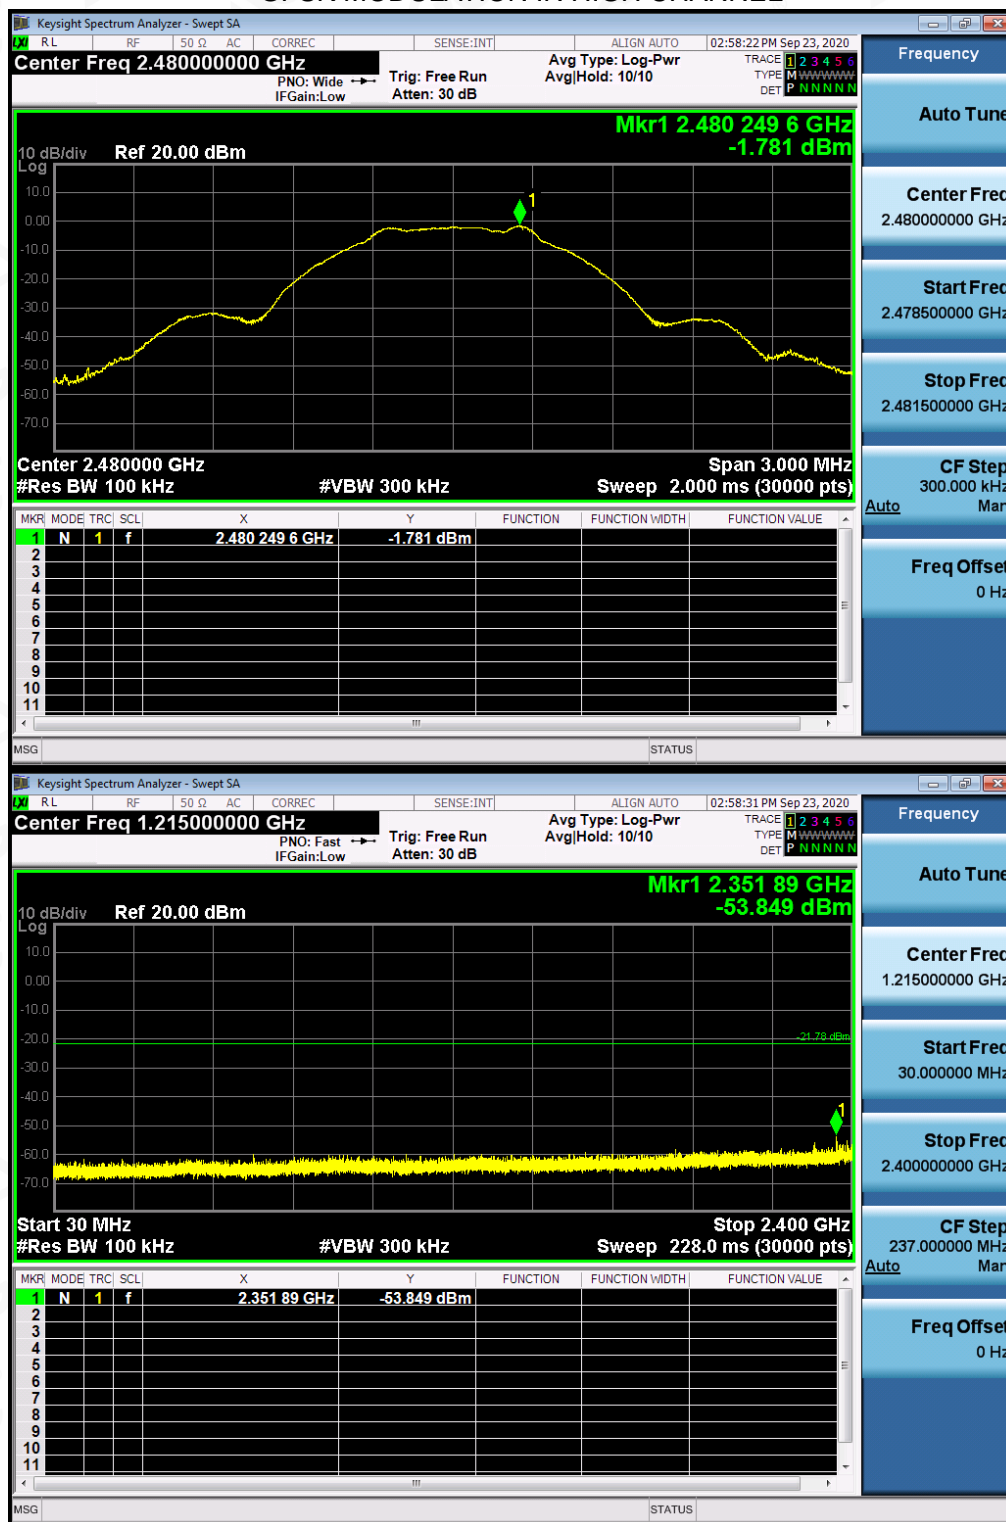 GFSK MODULATION IN HIGH CHANNEL
Keysight Spectrum Analyzer - Swept SA
LXI RL RF 50 Ω AC CORREC SENSE:INT ALIGN AUTO 02:58:22 PM Sep 23, 2020
Center Freq 2.480000000 GHz
PNO: Wide
IFGain:Low
Trig: Free Run
Atten: 30 dB
Avg Type: Log-Pwr
Avg|Hold: 10/10
TRACE 1 2 3 4 5 6
TYPE M WWWWW
DET P N N N N N
Mkr1 2.480 249 6 GHz
-1.781 dBm
10 dB/div Ref 20.00 dBm
Log
10.0
0.00
-10.0
-20.0
-30.0
-40.0
-50.0
-60.0
-70.0
1
Center 2.480000 GHz Span 3.000 MHz
#Res BW 100 kHz #VBW 300 kHz Sweep 2.000 ms (30000 pts)
MKR MODE TRC SCL X Y FUNCTION FUNCTION WIDTH FUNCTION VALUE
1 N 1 f 2.480 249 6 GHz -1.781 dBm
2
3
4
5
6
7
8
9
10
11
MSG STATUS
Frequency
Auto Tune
Center Freq
2.480000000 GHz
Start Freq
2.478500000 GHz
Stop Freq
2.481500000 GHz
CF Step
300.000 kHz
Auto Man
Freq Offset
0 Hz
Keysight Spectrum Analyzer - Swept SA
LXI RL RF 50 Ω AC CORREC SENSE:INT ALIGN AUTO 02:58:31 PM Sep 23, 2020
Center Freq 1.215000000 GHz
PNO: Fast
IFGain:Low
Trig: Free Run
Atten: 30 dB
Avg Type: Log-Pwr
Avg|Hold: 10/10
TRACE 1 2 3 4 5 6
TYPE M WWWWW
DET P N N N N N
Mkr1 2.351 89 GHz
-53.849 dBm
10 dB/div Ref 20.00 dBm
Log
10.0
0.00
-10.0
-20.0
-30.0
-40.0
-50.0
-60.0
-70.0
-21.78 dBm
1
Start 30 MHz Stop 2.400 GHz
#Res BW 100 kHz #VBW 300 kHz Sweep 228.0 ms (30000 pts)
MKR MODE TRC SCL X Y FUNCTION FUNCTION WIDTH FUNCTION VALUE
1 N 1 f 2.351 89 GHz -53.849 dBm
2
3
4
5
6
7
8
9
10
11
MSG STATUS
Frequency
Auto Tune
Center Freq
1.215000000 GHz
Start Freq
30.000000 MHz
Stop Freq
2.400000000 GHz
CF Step
237.000000 MHz
Auto Man
Freq Offset
0 Hz